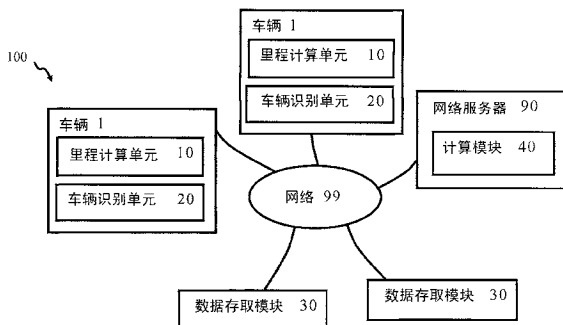 100
车辆 1
里程计算单元 10
车辆识别单元 20
车辆 1
里程计算单元 10
车辆识别单元 20
网络服务器 90
计算模块 40
网络 99
数据存取模块 30
数据存取模块 30